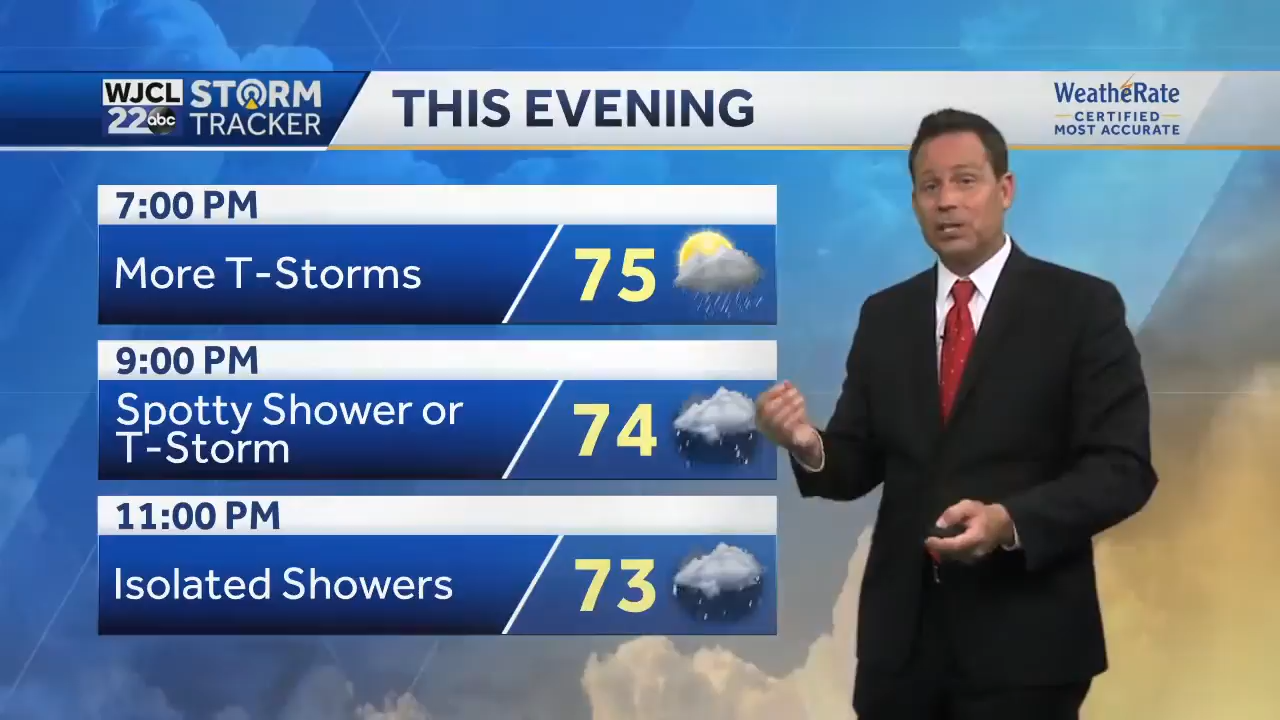 WJCL
22 abc
STORM
TRACKER
THIS EVENING
WeatheRate
CERTIFIED
MOST ACCURATE
7:00 PM
More T-Storms
75
9:00 PM
Spotty Shower or
T-Storm
74
11:00 PM
Isolated Showers
73